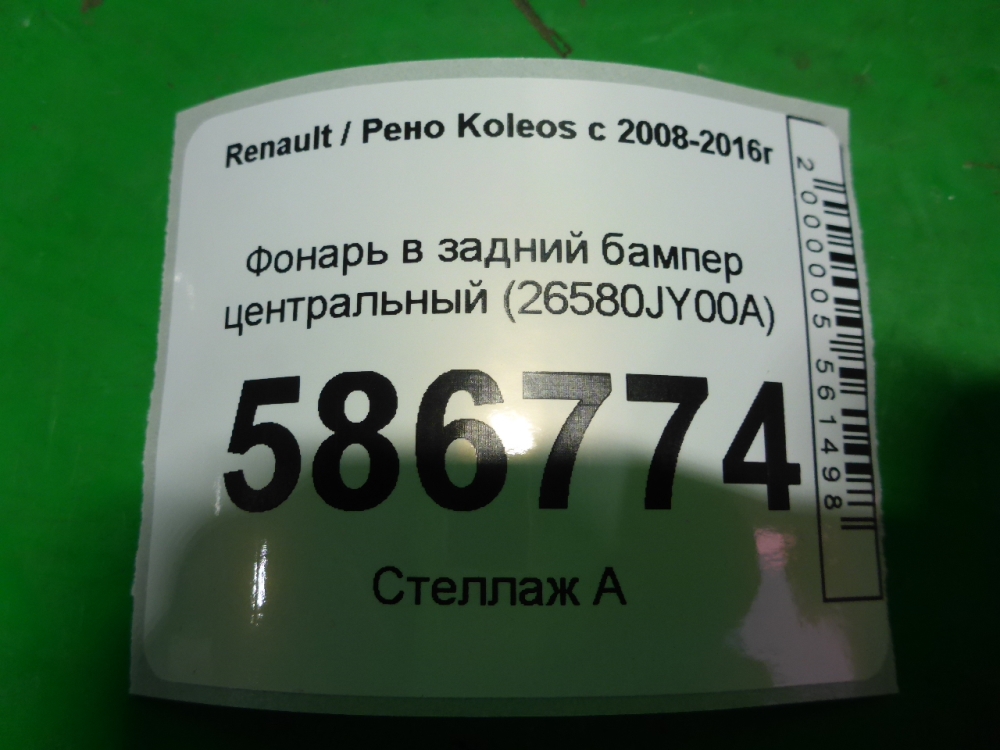 Renault / Рено Koleos с 2008-2016г
Фонарь в задний бампер
центральный (26580JY00A)
586774
Стеллаж А
2000005561498